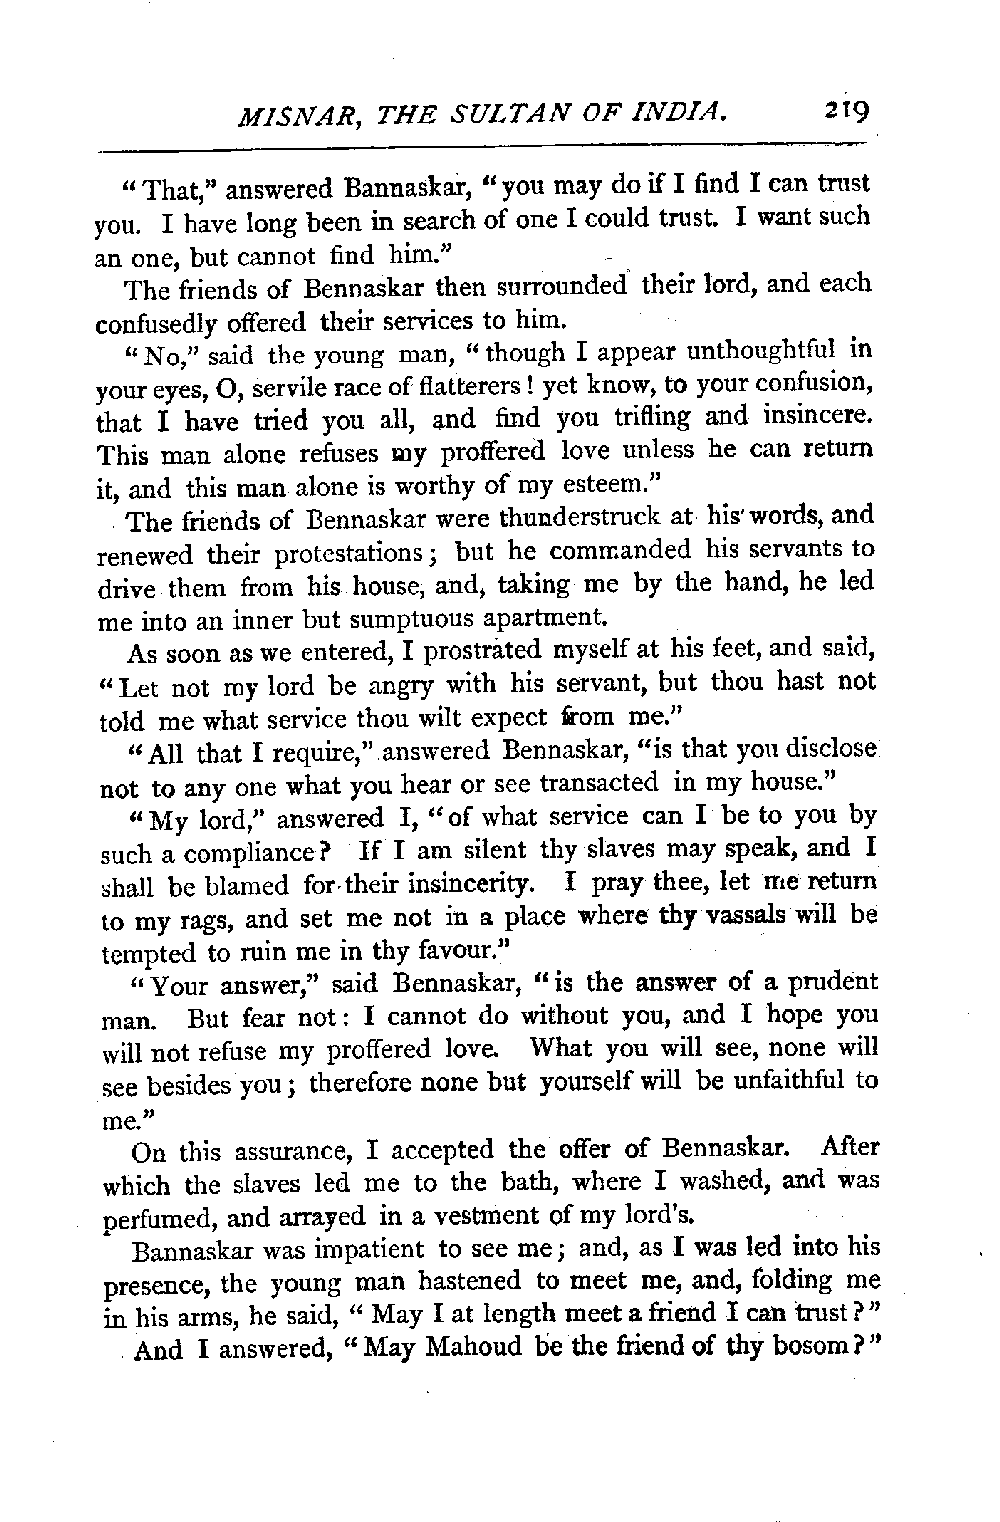 MISNAR, THE SULTAN OF INDIA. 219
"That," answered Bannaskar, "you may do if I find I can trust
you. I have long been in search of one I could trust. I want such
an one, but cannot find him."
The friends of Bennaskar then surrounded their lord, and each
confusedly offered their services to him.
"No," said the young man, "though I appear unthoughtful in
your eyes, O, servile race of flatterers! yet know, to your confusion,
that I have tried you all, and find you trifling and insincere.
This man alone refuses my proffered love unless he can return
it, and this man alone is worthy of my esteem."
The friends of Bennaskar were thunderstruck at his words, and
renewed their protestations; but he commanded his servants to
drive them from his house, and, taking me by the hand, he led
me into an inner but sumptuous apartment.
As soon as we entered, I prostrated myself at his feet, and said,
"Let not my lord be angry with his servant, but thou hast not
told me what service thou wilt expect from me."
"All that I require," answered Bennaskar, "is that you disclose
not to any one what you hear or see transacted in my house."
"My lord," answered I, "of what service can I be to you by
such a compliance? If I am silent thy slaves may speak, and I
shall be blamed for their insincerity. I pray thee, let me return
to my rags, and set me not in a place where thy vassals will be
tempted to ruin me in thy favour."
"Your answer," said Bennaskar, "is the answer of a prudent
man. But fear not: I cannot do without you, and I hope you
will not refuse my proffered love. What you will see, none will
see besides you; therefore none but yourself will be unfaithful to
me."
On this assurance, I accepted the offer of Bennaskar. After
which the slaves led me to the bath, where I washed, and was
perfumed, and arrayed in a vestment of my lord's.
Bannaskar was impatient to see me; and, as I was led into his
presence, the young man hastened to meet me, and, folding me
in his arms, he said, "May I at length meet a friend I can trust?"
And I answered, "May Mahoud be the friend of thy bosom?"